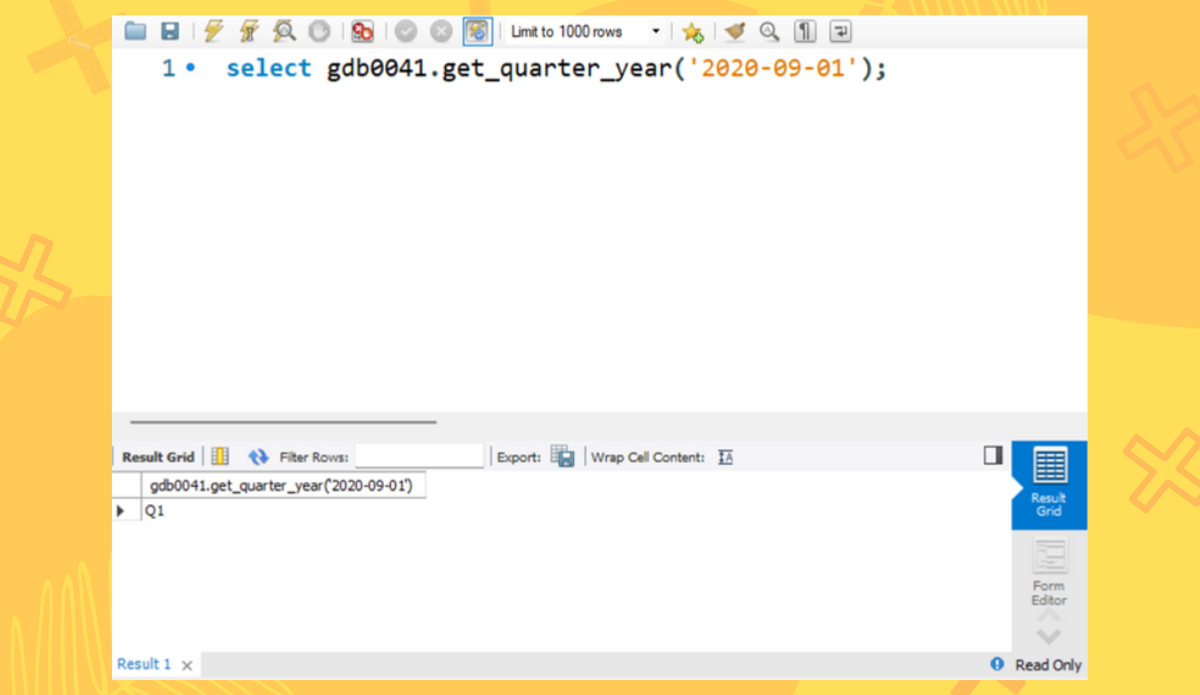 Limit to 1000 rows
1 select gdb0041.get_quarter_year('2020-09-01');
Result Grid Filter Rows: Export: Wrap Cell Content: IA
gdb0041.get_quarter_year('2020-09-01')
Q1
Result
Grid
Form
Editor
Result 1 x
Read Only